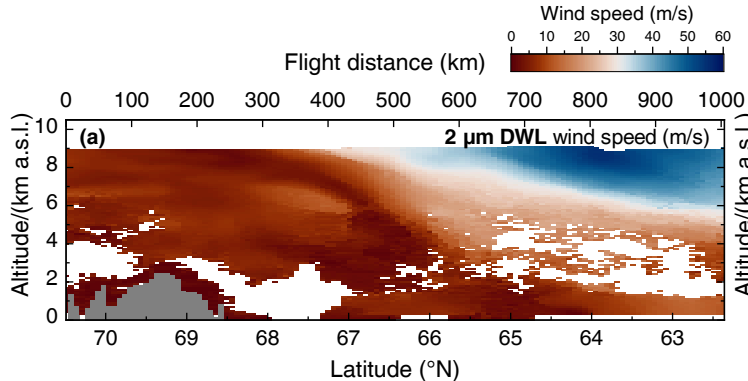 Wind speed (m/s)
0 10 20 30 40 50 60
Flight distance (km)
0 100 200 300 400 500 600 700 800 900 1000
(a) 2 µm DWL wind speed (m/s)
Altitude/(km a.s.l.)
10
8
6
4
2
0
Altitude/(km a.s.l.)
70 69 68 67 66 65 64 63
Latitude (°N)